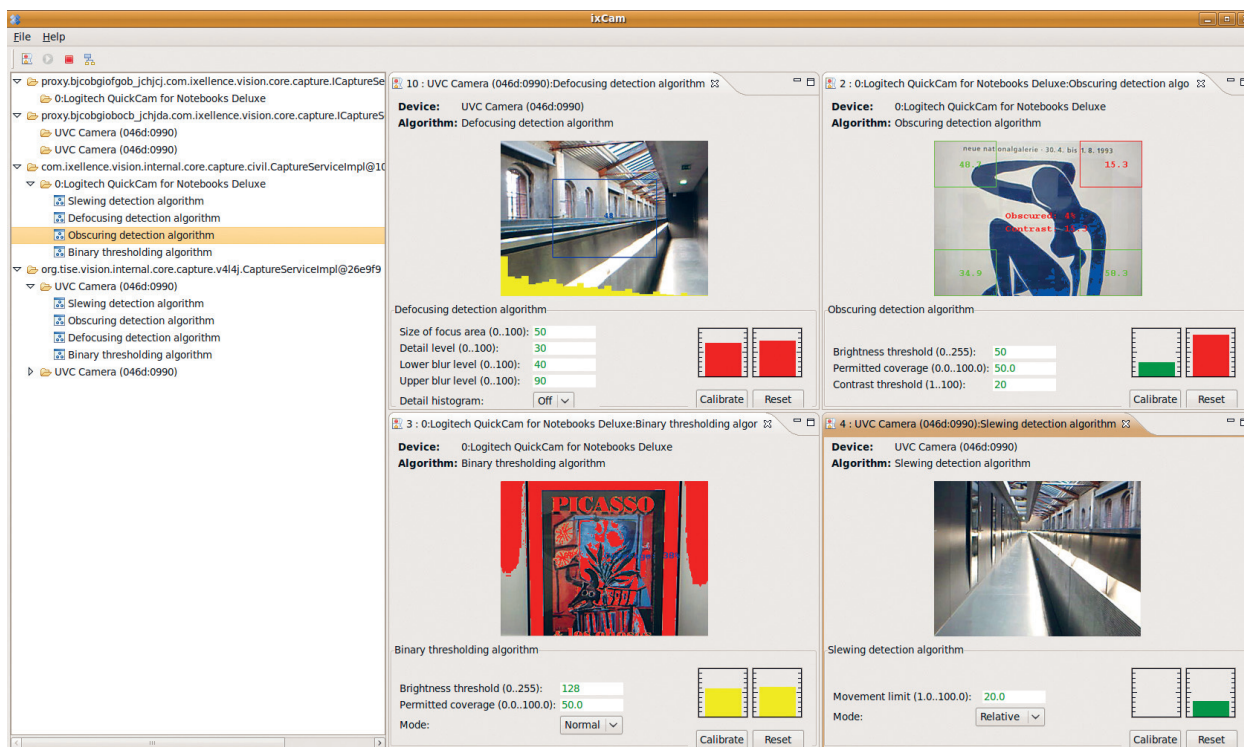 ixCam
File Help
proxy.bjcobgiofgob_jchjcj.com.ixellence.vision.core.capture.ICaptureSe
0:Logitech QuickCam for Notebooks Deluxe
proxy.bjcobgiobocb_jchjda.com.ixellence.vision.core.capture.ICaptureS
UVC Camera (046d:0990)
UVC Camera (046d:0990)
com.ixellence.vision.internal.core.capture.civil.CaptureServiceImpl@10
0:Logitech QuickCam for Notebooks Deluxe
Slewing detection algorithm
Defocusing detection algorithm
Obscuring detection algorithm
Binary thresholding algorithm
org.tise.vision.internal.core.capture.v4l4j.CaptureServiceImpl@26e9f9
UVC Camera (046d:0990)
Slewing detection algorithm
Obscuring detection algorithm
Defocusing detection algorithm
Binary thresholding algorithm
UVC Camera (046d:0990)
10 : UVC Camera (046d:0990):Defocusing detection algorithm
Device: UVC Camera (046d:0990)
Algorithm: Defocusing detection algorithm
Defocusing detection algorithm
Size of focus area (0..100): 50
Detail level (0..100): 30
Lower blur level (0..100): 40
Upper blur level (0..100): 90
Detail histogram: Off
Calibrate Reset
2 : 0:Logitech QuickCam for Notebooks Deluxe:Obscuring detection algo
Device: 0:Logitech QuickCam for Notebooks Deluxe
Algorithm: Obscuring detection algorithm
neue nationalgalerie - 30. 4. bis 1. 8. 1993
15.3
Obscured: 4%
Contrast:
34.9 50.3
Obscuring detection algorithm
Brightness threshold (0..255): 50
Permitted coverage (0.0..100.0): 50.0
Contrast threshold (1..100): 20
Calibrate Reset
3 : 0:Logitech QuickCam for Notebooks Deluxe:Binary thresholding algor
Device: 0:Logitech QuickCam for Notebooks Deluxe
Algorithm: Binary thresholding algorithm
PICASSO
Binary thresholding algorithm
Brightness threshold (0..255): 128
Permitted coverage (0.0..100.0): 50.0
Mode: Normal
Calibrate Reset
4 : UVC Camera (046d:0990):Slewing detection algorithm
Device: UVC Camera (046d:0990)
Algorithm: Slewing detection algorithm
Slewing detection algorithm
Movement limit (1.0..100.0): 20.0
Mode: Relative
Calibrate Reset